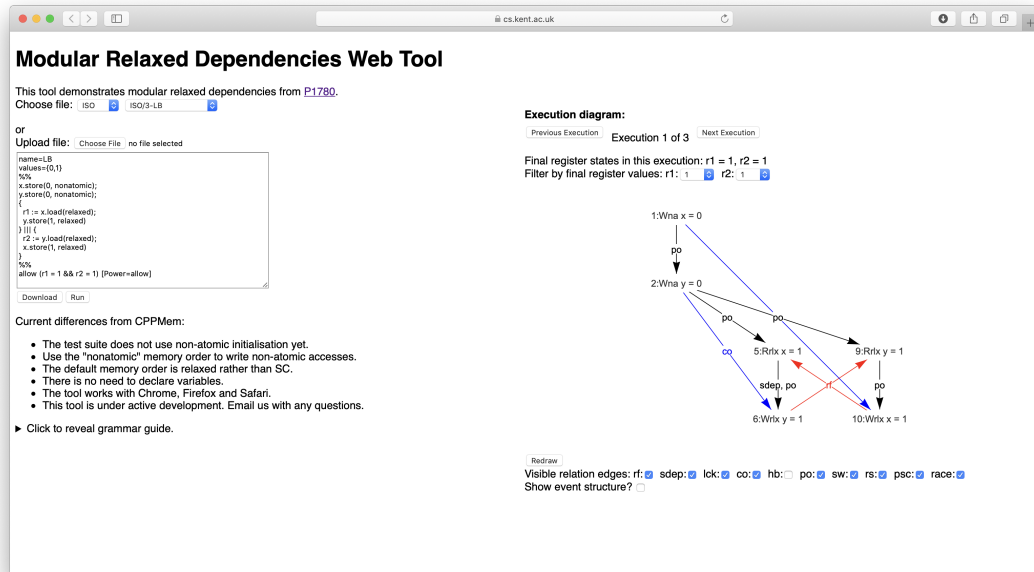 cs.kent.ac.uk
Modular Relaxed Dependencies Web Tool
This tool demonstrates modular relaxed dependencies from P1780.
Choose file: ISO ISO/3-LB
or
Upload file: Choose File no file selected
name=LB
values={0,1}
%%
x.store(0, nonatomic);
y.store(0, nonatomic);
{
r1 := x.load(relaxed);
y.store(1, relaxed)
} ||| {
r2 := y.load(relaxed);
x.store(1, relaxed)
}
%%
allow (r1 = 1 && r2 = 1) [Power=allow]
Download Run
Current differences from CPPMem:
• The test suite does not use non-atomic initialisation yet.
• Use the "nonatomic" memory order to write non-atomic accesses.
• The default memory order is relaxed rather than SC.
• There is no need to declare variables.
• The tool works with Chrome, Firefox and Safari.
• This tool is under active development. Email us with any questions.
▶ Click to reveal grammar guide.
Execution diagram:
Previous Execution Execution 1 of 3 Next Execution
Final register states in this execution: r1 = 1, r2 = 1
Filter by final register values: r1: 1 r2: 1
1:Wna x = 0
po
2:Wna y = 0
po po
co 5:Rrlx x = 1 9:Rrlx y = 1
sdep, po rf po
6:Wrlx y = 1 10:Wrlx x = 1
Redraw
Visible relation edges: rf: sdep: lck: co: hb: po: sw: rs: psc: race:
Show event structure?